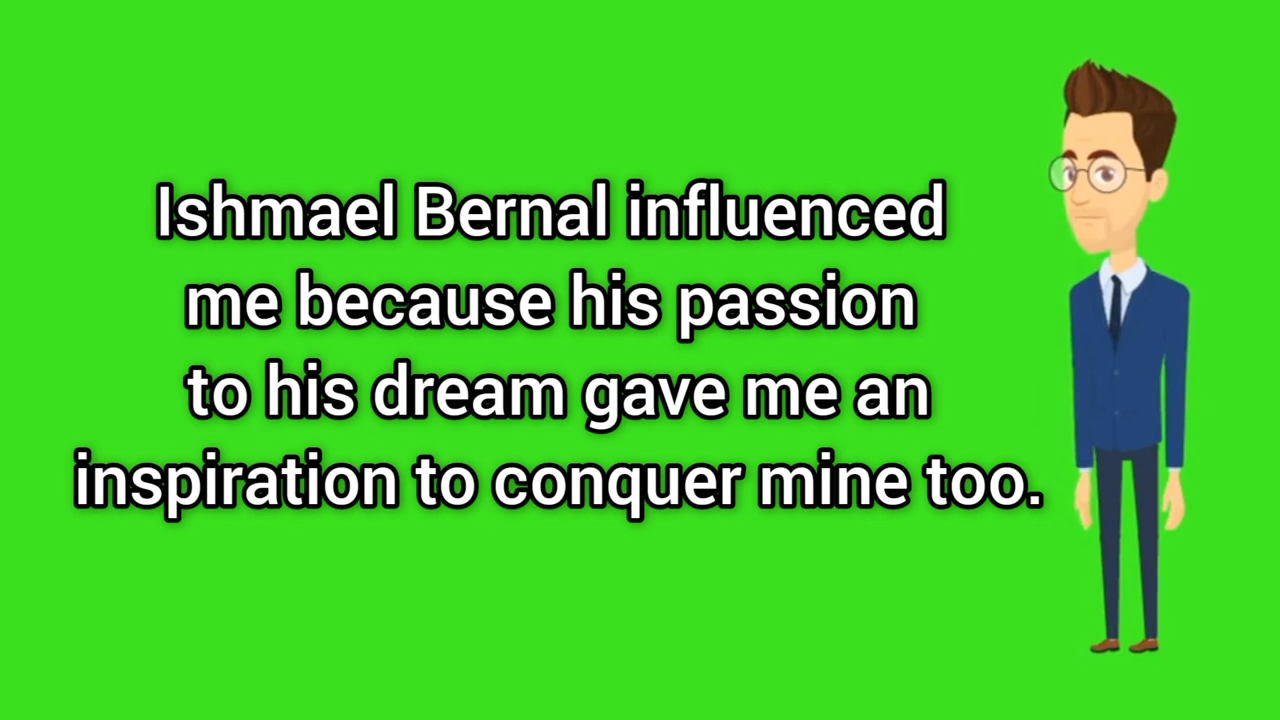 Ishmael Bernal influenced
me because his passion
to his dream gave me an
inspiration to conquer mine too.